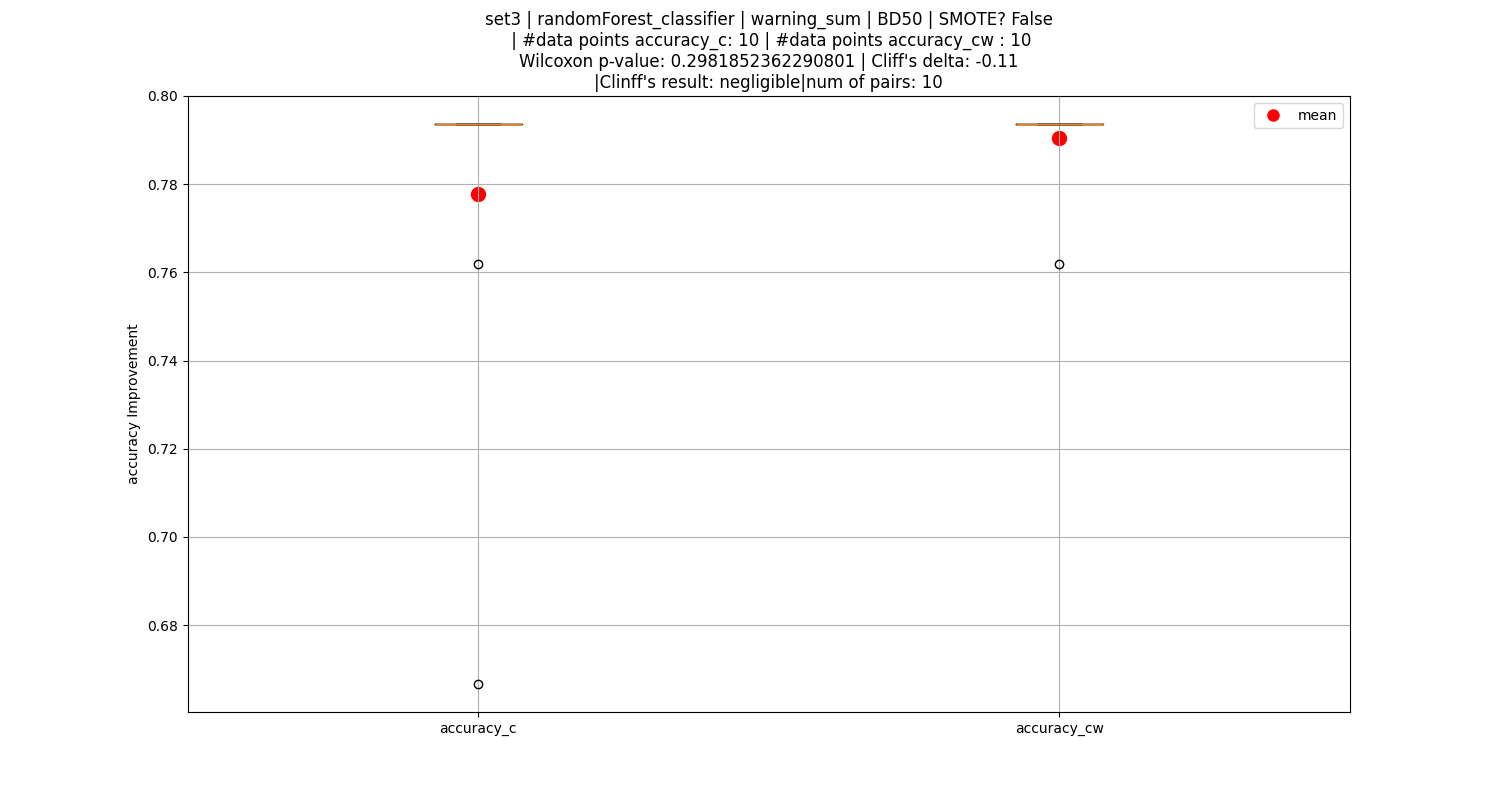 set3 | randomForest_classifier | warning_sum | BD50 | SMOTE? False
| #data points accuracy_c: 10 | #data points accuracy_cw : 10
Wilcoxon p-value: 0.2981852362290801 | Cliff's delta: -0.11
|Clinff's result: negligible|num of pairs: 10
mean
0.80
0.78
0.76
0.74
0.72
0.70
0.68
accuracy Improvement
accuracy_c
accuracy_cw